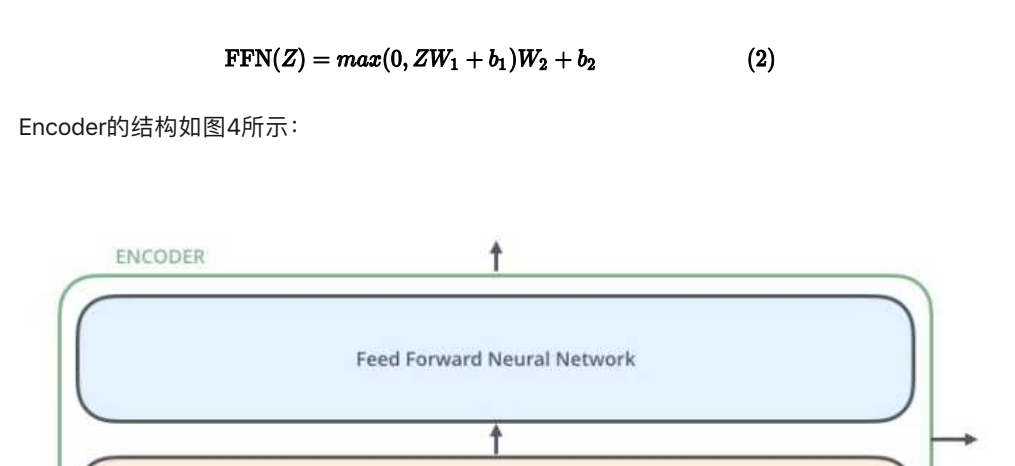 FFN(Z) = max(0, ZW₁ + b₁)W₂ + b₂ (2)
Encoder的结构如图4所示：
ENCODER
Feed Forward Neural Network